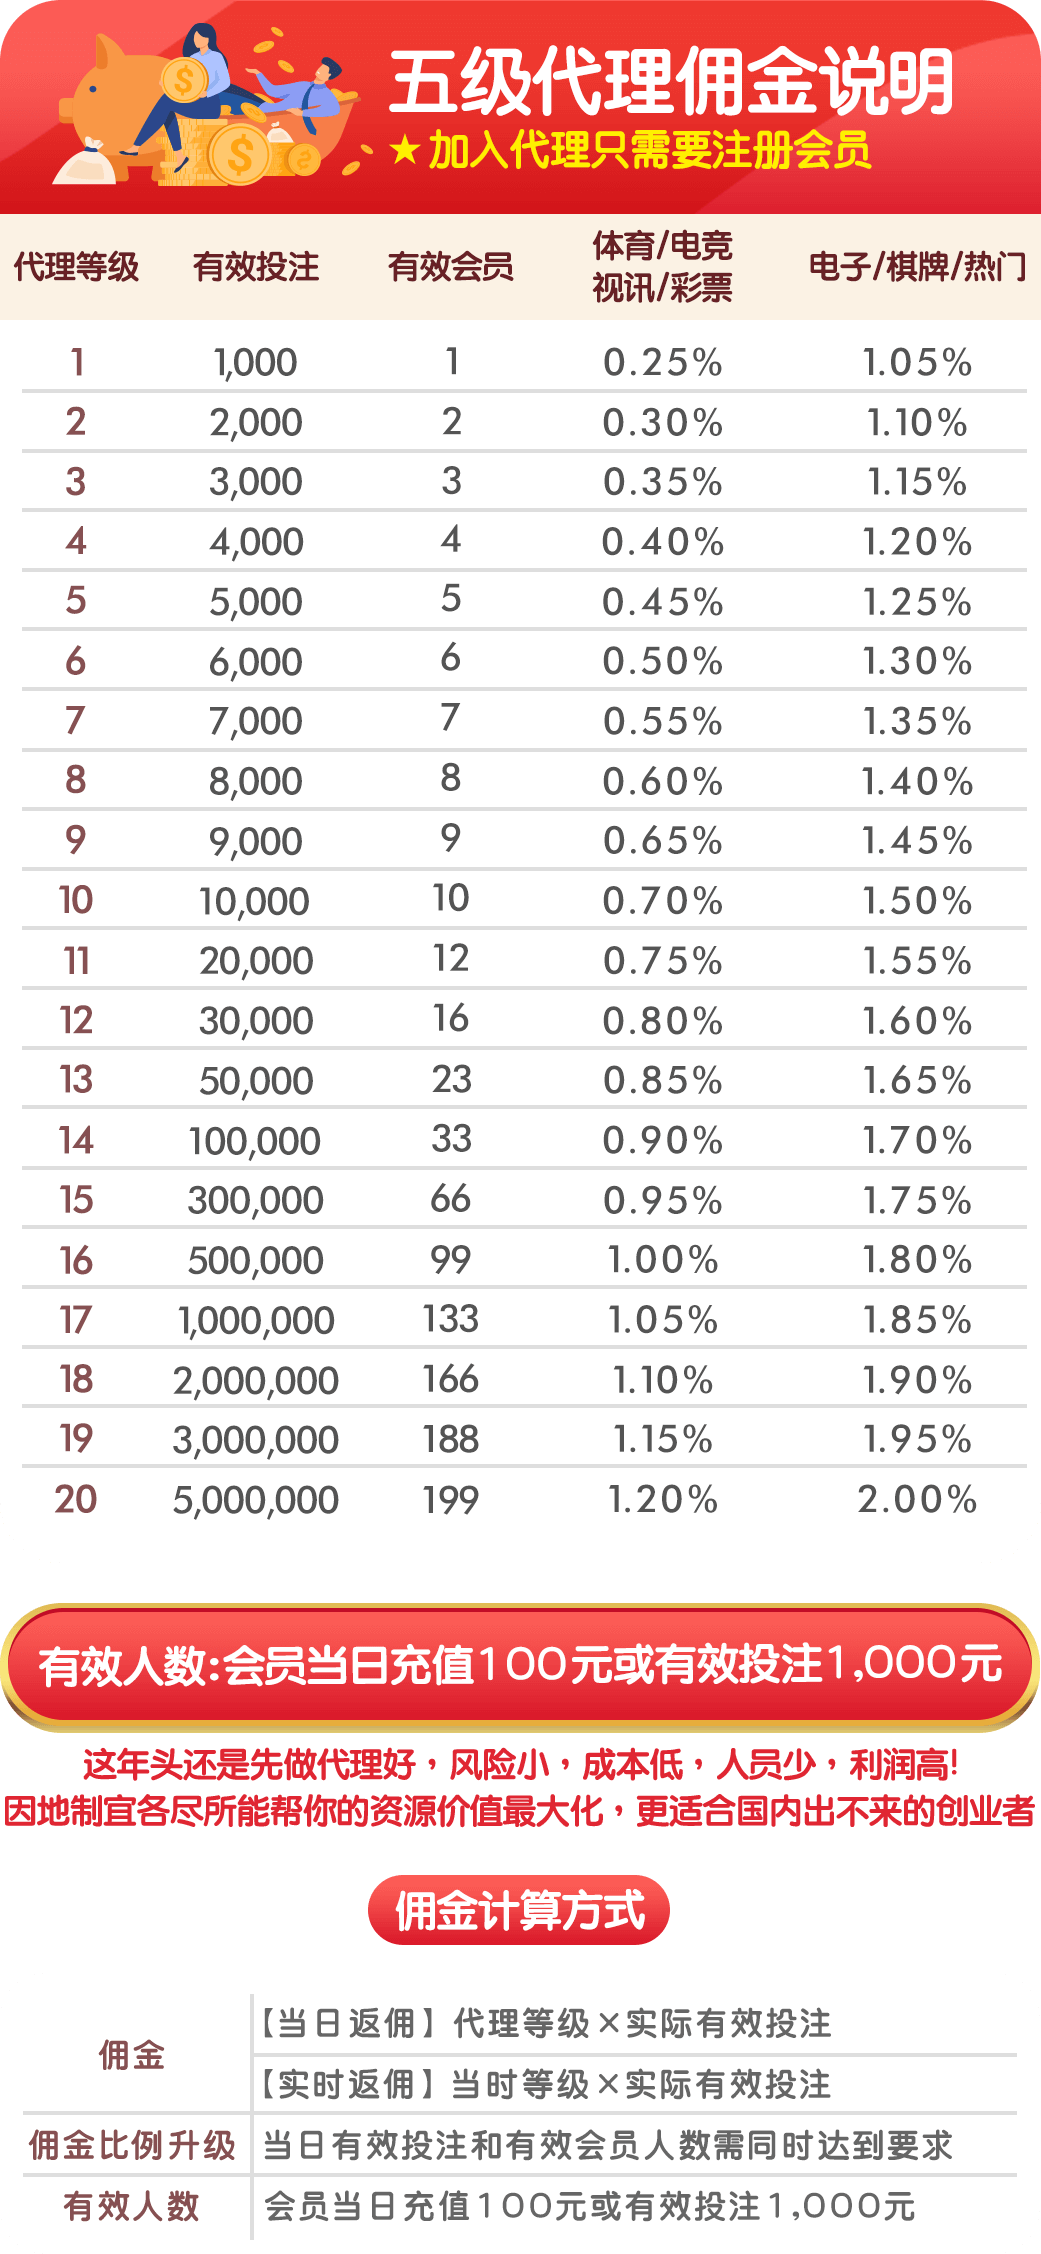 五级代理佣金说明
★加入代理只需要注册会员
代理等级 有效投注 有效会员 体育/电竞 视讯/彩票 电子/棋牌/热门
1 1,000 1 0.25% 1.05%
2 2,000 2 0.30% 1.10%
3 3,000 3 0.35% 1.15%
4 4,000 4 0.40% 1.20%
5 5,000 5 0.45% 1.25%
6 6,000 6 0.50% 1.30%
7 7,000 7 0.55% 1.35%
8 8,000 8 0.60% 1.40%
9 9,000 9 0.65% 1.45%
10 10,000 10 0.70% 1.50%
11 20,000 12 0.75% 1.55%
12 30,000 16 0.80% 1.60%
13 50,000 23 0.85% 1.65%
14 100,000 33 0.90% 1.70%
15 300,000 66 0.95% 1.75%
16 500,000 99 1.00% 1.80%
17 1,000,000 133 1.05% 1.85%
18 2,000,000 166 1.10% 1.90%
19 3,000,000 188 1.15% 1.95%
20 5,000,000 199 1.20% 2.00%
有效人数:会员当日充值100元或有效投注1,000元
这年头还是先做代理好，风险小，成本低，人员少，利润高!
因地制宜各尽所能帮你的资源价值最大化，更适合国内出不来的创业者
佣金计算方式
佣金
【当日返佣】代理等级×实际有效投注
【实时返佣】当时等级×实际有效投注
佣金比例升级 当日有效投注和有效会员人数需同时达到要求
有效人数 会员当日充值100元或有效投注1,000元